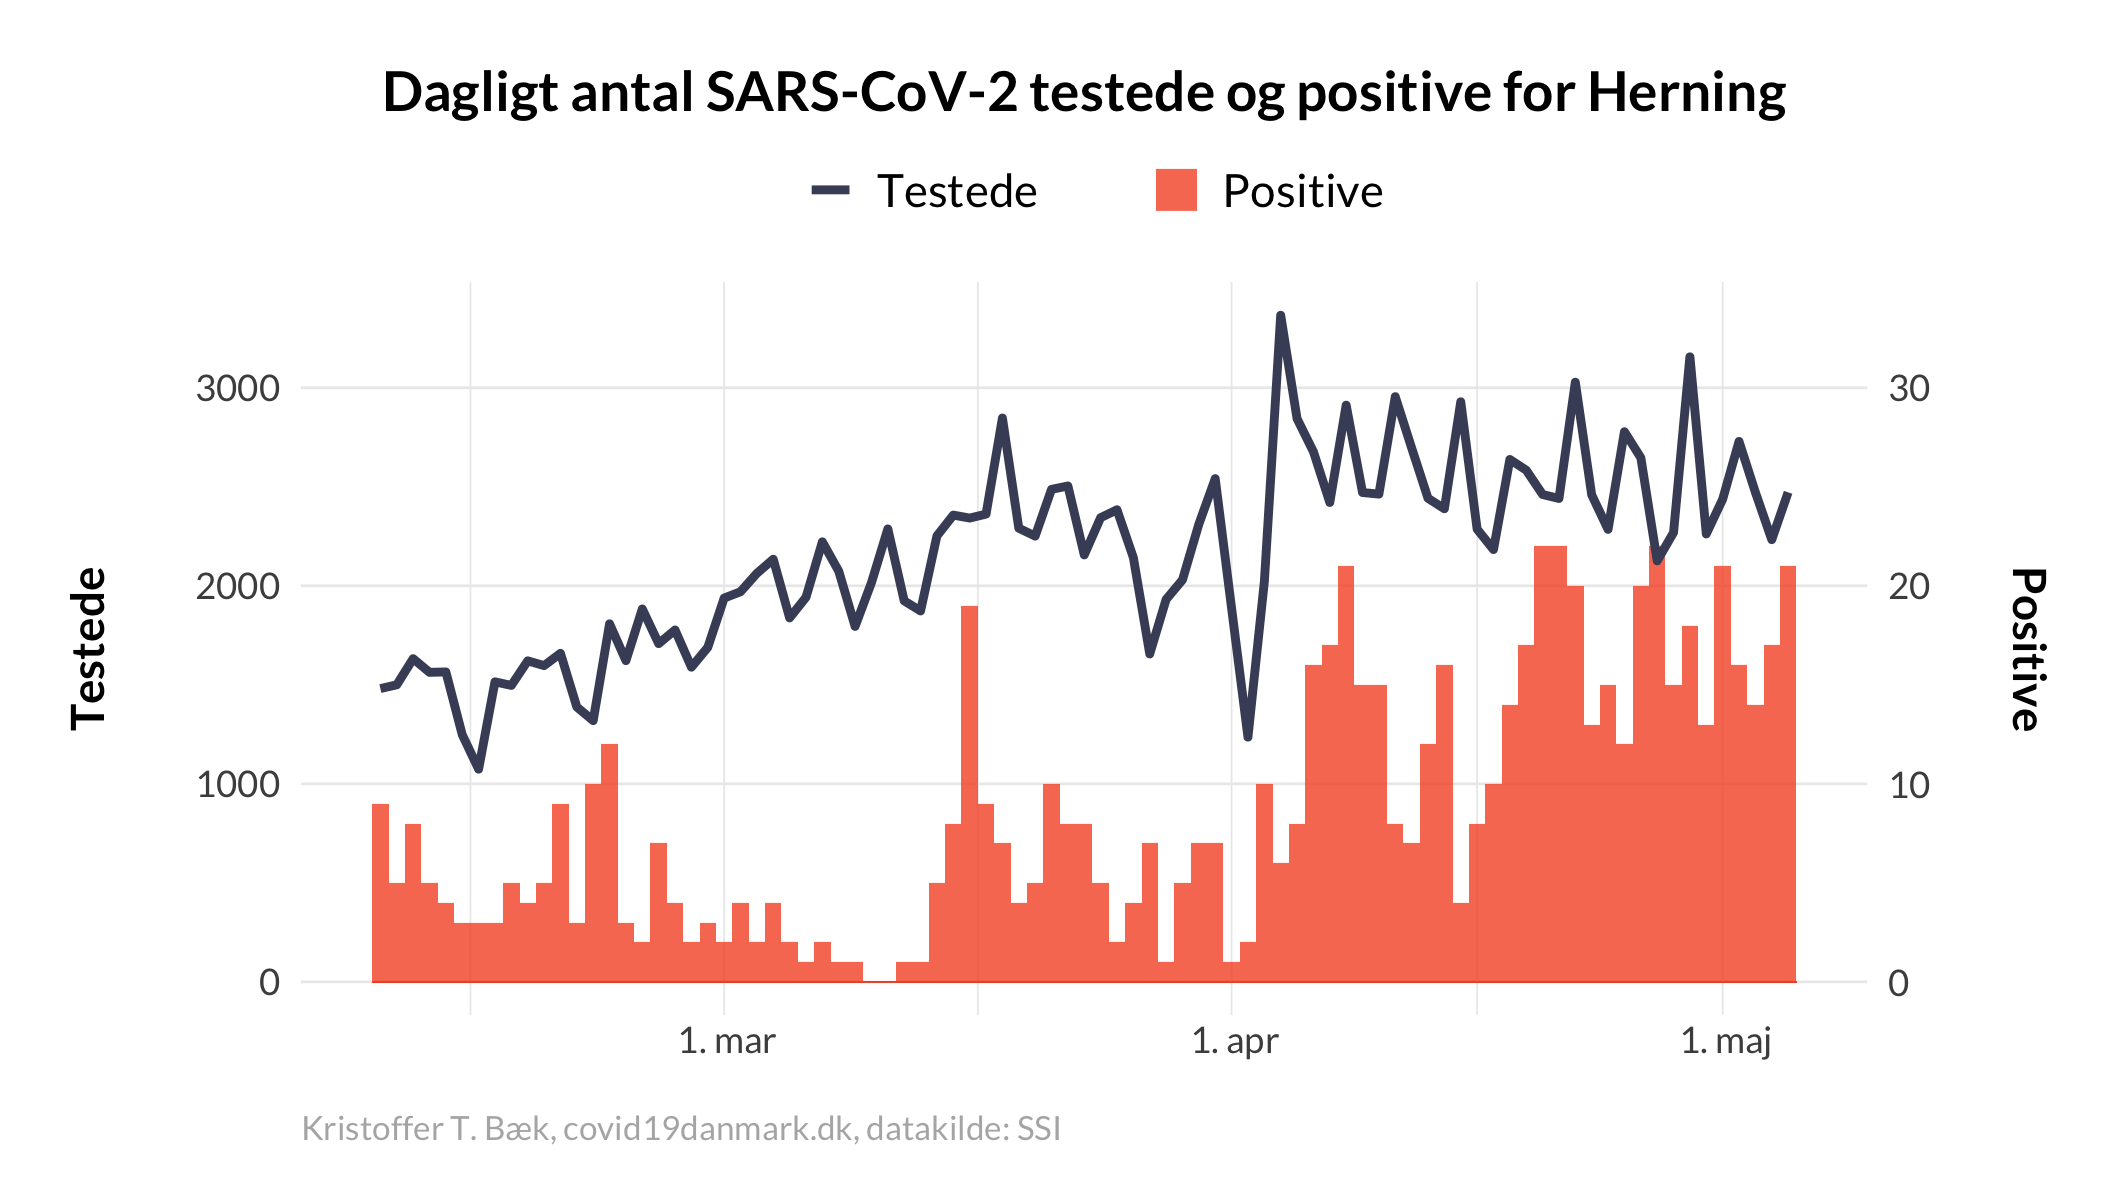 Dagligt antal SARS-CoV-2 testede og positive for Herning
Testede
Positive
3000
2000
1000
0
Testede
30
20
10
0
Positive
1. mar
1. apr
1. maj
Kristoffer T. Bæk, covid19danmark.dk, datakilde: SSI